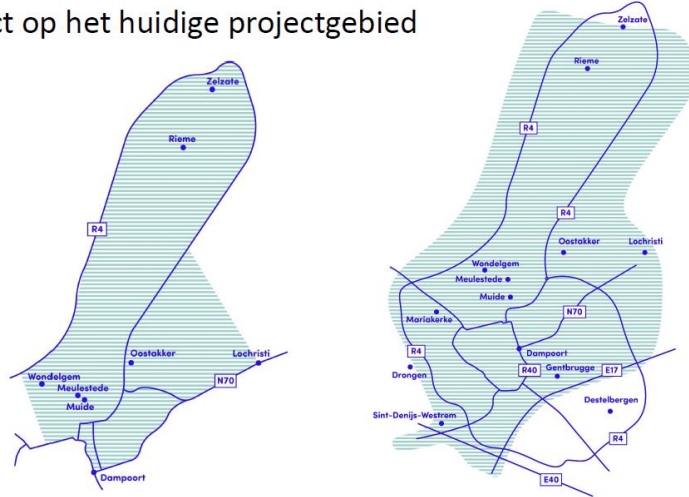 ct op het huidige projectgebied
Zelzate
Rieme
R4
Oostakker
Lochristi
Wondelgem
Meulestede
Muide
N70
Dampoort
Zelzate
Rieme
R4
R4
Oostakker
Lochristi
Wondelgem
Meulestede
Muide
Mariakerke
N70
R4
Dampoort
Drongen
R40
Gentbrugge
E17
Destelbergen
Sint-Denijs-Westrem
R4
E40